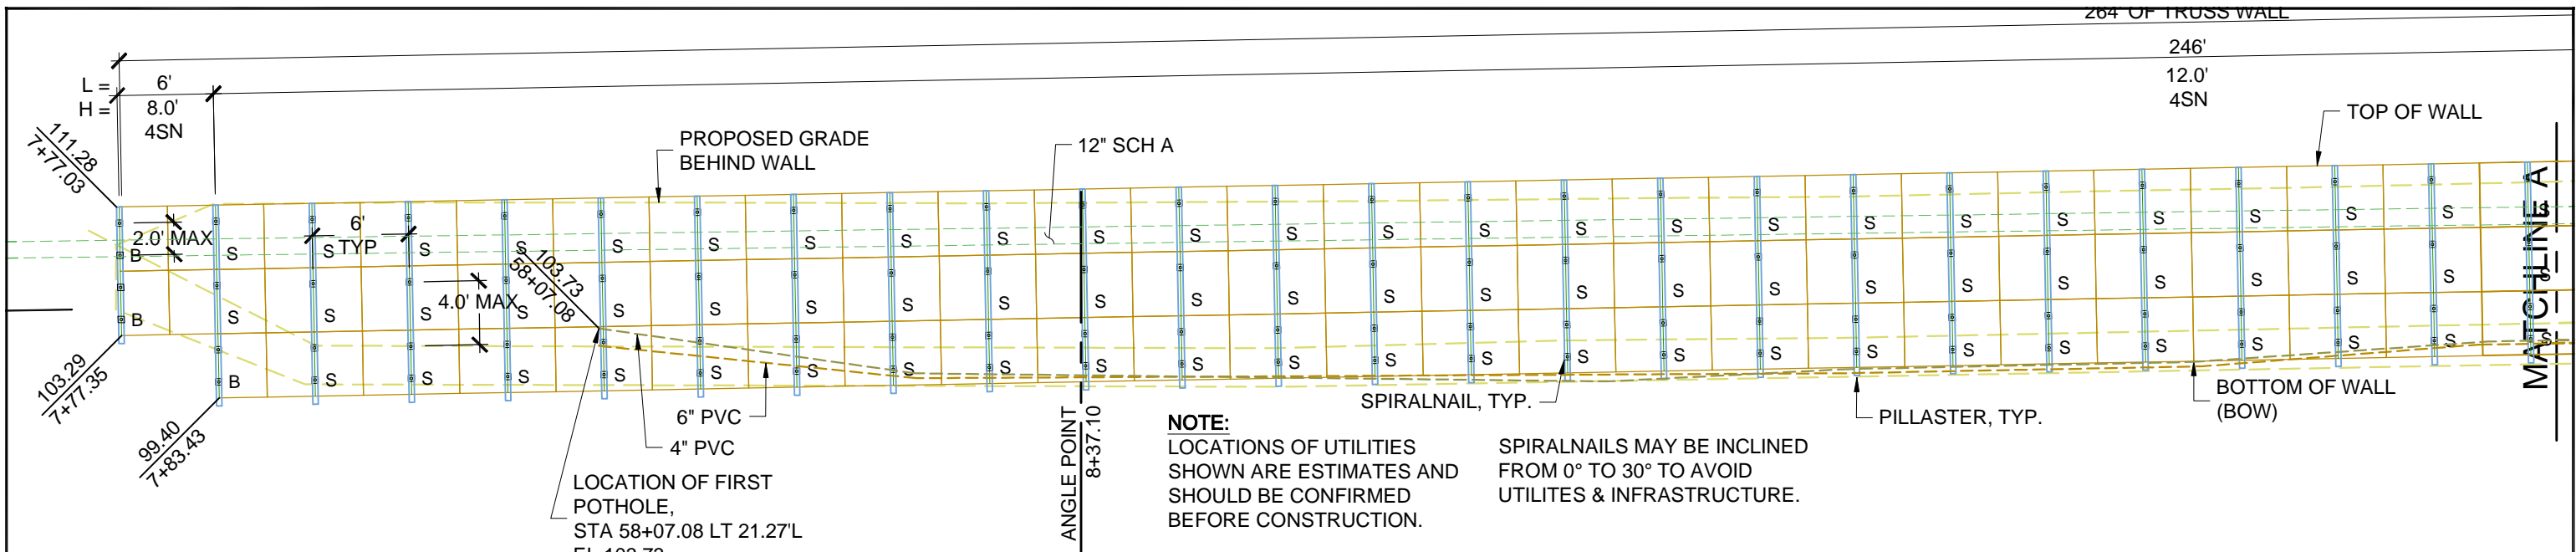 264' OF TRUSS WALL
246'
12.0'
4SN
L = 6'
H = 8.0'
4SN
111.28
7+77.03
PROPOSED GRADE
BEHIND WALL
12" SCH A
TOP OF WALL
MATCHLINE A
2.0' MAX
6'
TYP
4.0' MAX
103.73
58+07.08
S S S S S S S S S S S S S S S S S S S S S S S S
B
S S S S S S S S S S S S S S S S S S S S S S S S
B
S S S S S S S S S S S S S S S S S S S S S S S
B
103.29
7+77.35
99.40
7+83.43
6" PVC
4" PVC
LOCATION OF FIRST
POTHOLE,
STA 58+07.08 LT 21.27'L
ANGLE POINT
8+37.10
SPIRALNAIL, TYP.
PILLASTER, TYP.
BOTTOM OF WALL
(BOW)
NOTE:
LOCATIONS OF UTILITIES
SHOWN ARE ESTIMATES AND
SHOULD BE CONFIRMED
BEFORE CONSTRUCTION.
SPIRALNAILS MAY BE INCLINED
FROM 0° TO 30° TO AVOID
UTILITES & INFRASTRUCTURE.